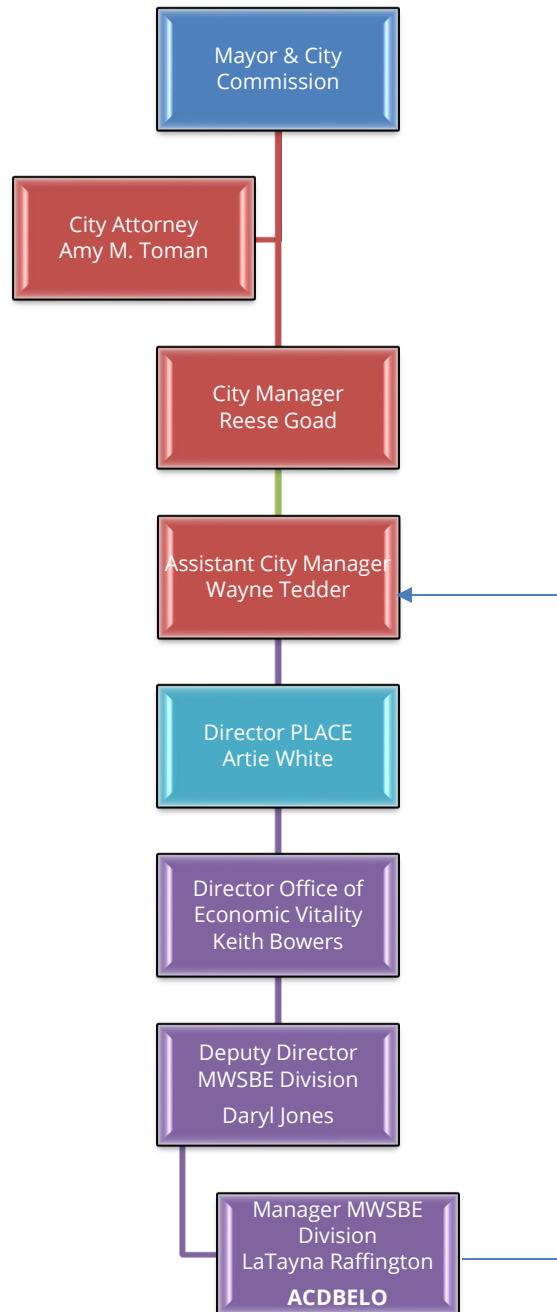 Mayor & City
Commission
City Attorney
Amy M. Toman
City Manager
Reese Goad
Assistant City Manager
Wayne Tedder
Director PLACE
Artie White
Director Office of
Economic Vitality
Keith Bowers
Deputy Director
MWSBE Division
Daryl Jones
Manager MWSBE
Division
LaTayna Raffington
ACDBELO